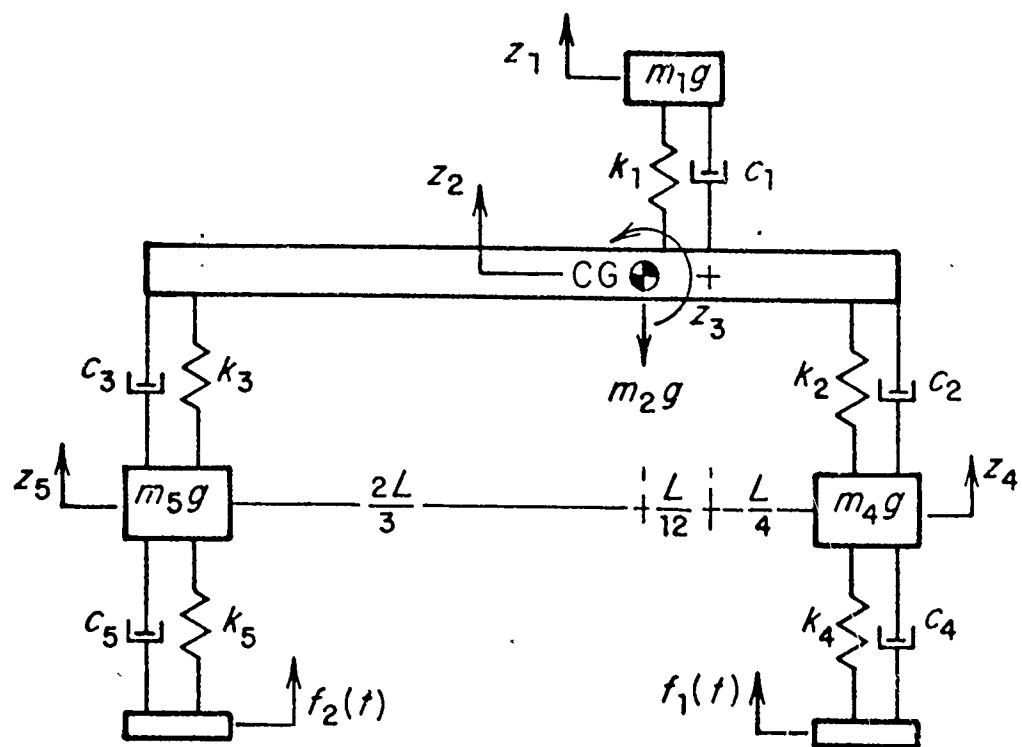 z₁
m₁g
k₁
c₁
z₂
CG
z₃
m₂g
c₃
k₃
k₂
c₂
z₅
m₅g
2L/3
L/12
L/4
m₄g
z₄
c₅
k₅
k₄
c₄
f₂(t)
f₁(t)